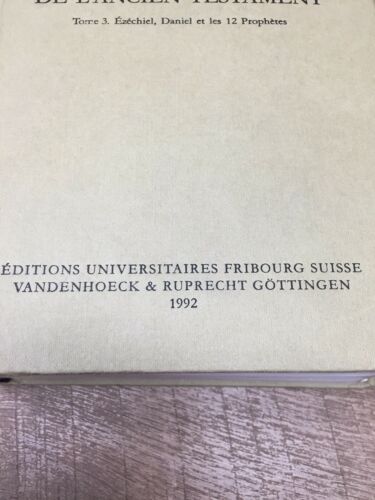 DE L'ANCIEN TESTAMENT
Tome 3. Ézéchiel, Daniel et les 12 Prophètes
ÉDITIONS UNIVERSITAIRES FRIBOURG SUISSE
VANDENHOECK & RUPRECHT GÖTTINGEN
1992